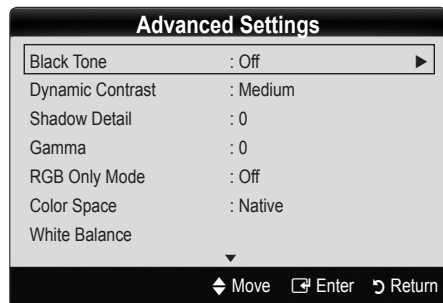 Advanced Settings
Black Tone : Off ▶
Dynamic Contrast : Medium
Shadow Detail : 0
Gamma : 0
RGB Only Mode : Off
Color Space : Native
White Balance
▼
Move Enter Return